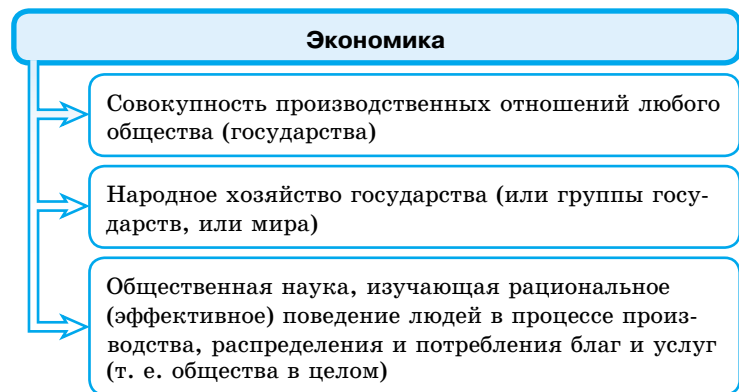 Экономика
Совокупность производственных отношений любого
общества (государства)
Народное хозяйство государства (или группы госу-
дарств, или мира)
Общественная наука, изучающая рациональное
(эффективное) поведение людей в процессе произ-
водства, распределения и потребления благ и услуг
(т. е. общества в целом)